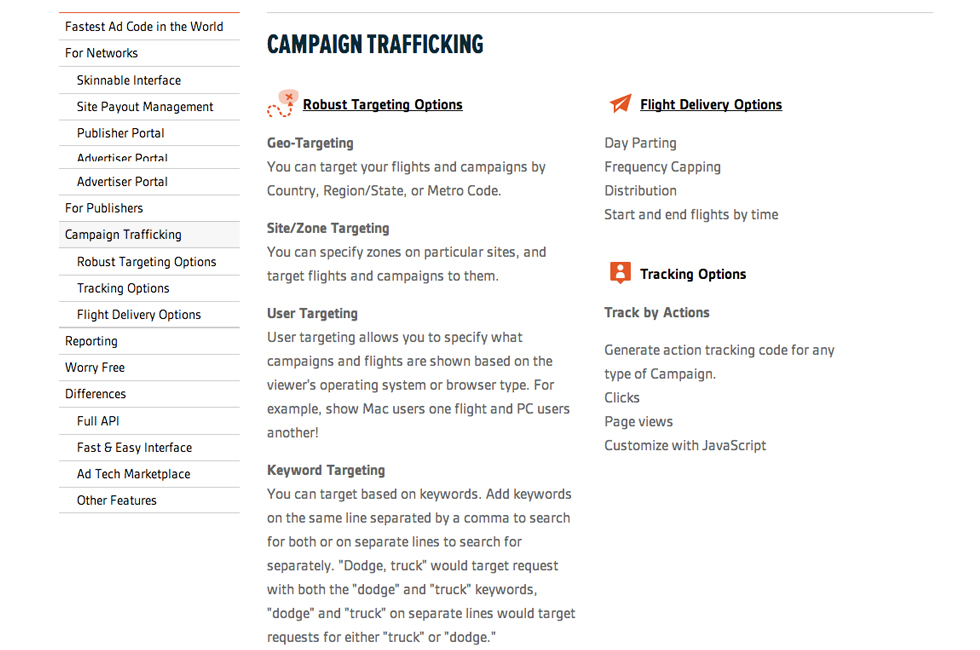 Fastest Ad Code in the World
For Networks
Skinnable Interface
Site Payout Management
Publisher Portal
Advertiser Portal
Advertiser Portal
For Publishers
Campaign Trafficking
Robust Targeting Options
Tracking Options
Flight Delivery Options
Reporting
Worry Free
Differences
Full API
Fast & Easy Interface
Ad Tech Marketplace
Other Features
CAMPAIGN TRAFFICKING
Robust Targeting Options
Geo-Targeting
You can target your flights and campaigns by
Country, Region/State, or Metro Code.
Site/Zone Targeting
You can specify zones on particular sites, and
target flights and campaigns to them.
User Targeting
User targeting allows you to specify what
campaigns and flights are shown based on the
viewer's operating system or browser type. For
example, show Mac users one flight and PC users
another!
Keyword Targeting
You can target based on keywords. Add keywords
on the same line separated by a comma to search
for both or on separate lines to search for
separately. "Dodge, truck" would target request
with both the "dodge" and "truck" keywords,
"dodge" and "truck" on separate lines would target
requests for either "truck" or "dodge."
Flight Delivery Options
Day Parting
Frequency Capping
Distribution
Start and end flights by time
Tracking Options
Track by Actions
Generate action tracking code for any
type of Campaign.
Clicks
Page views
Customize with JavaScript